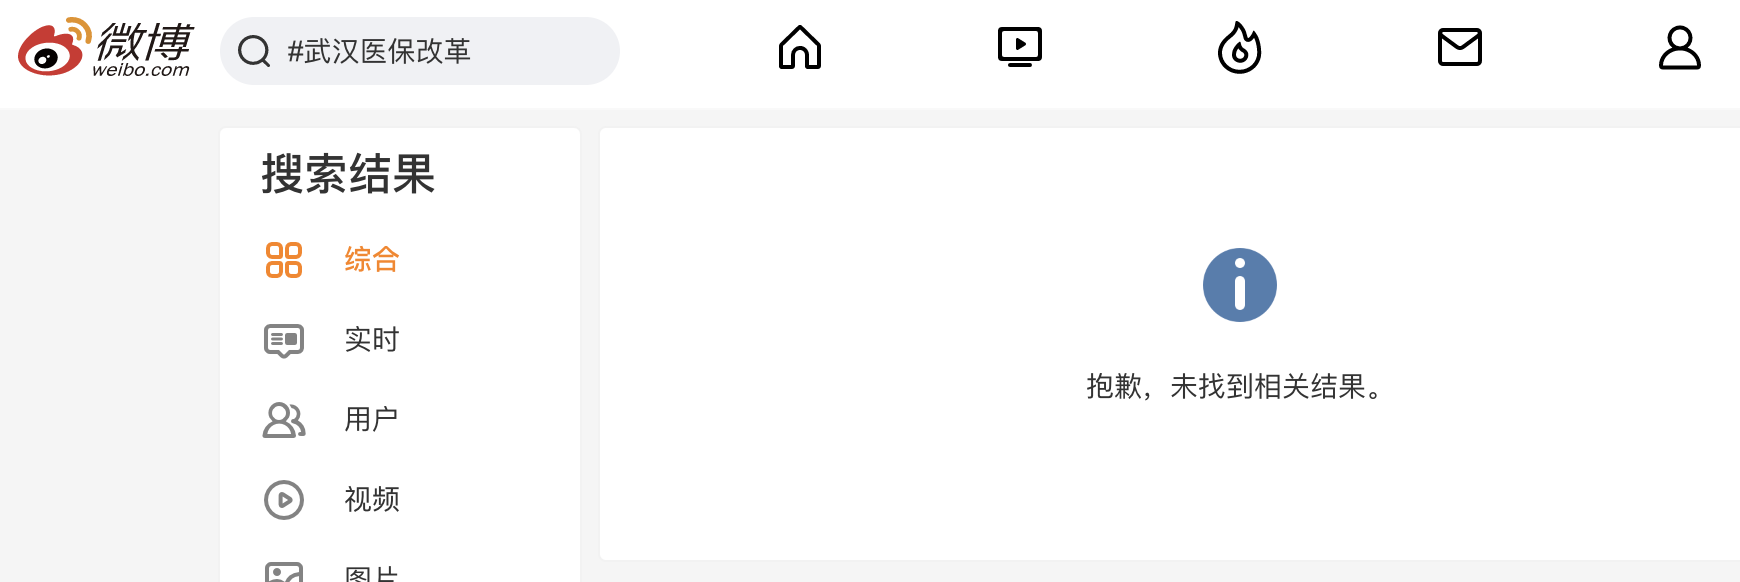 微博
weibo.com
#武汉医保改革
搜索结果
综合
实时
用户
视频
图片
抱歉，未找到相关结果。